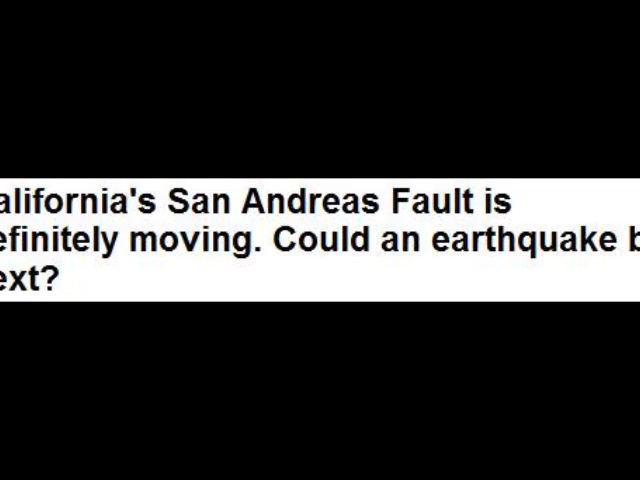 alifornia's San Andreas Fault is
efinitely moving. Could an earthquake b
ext?